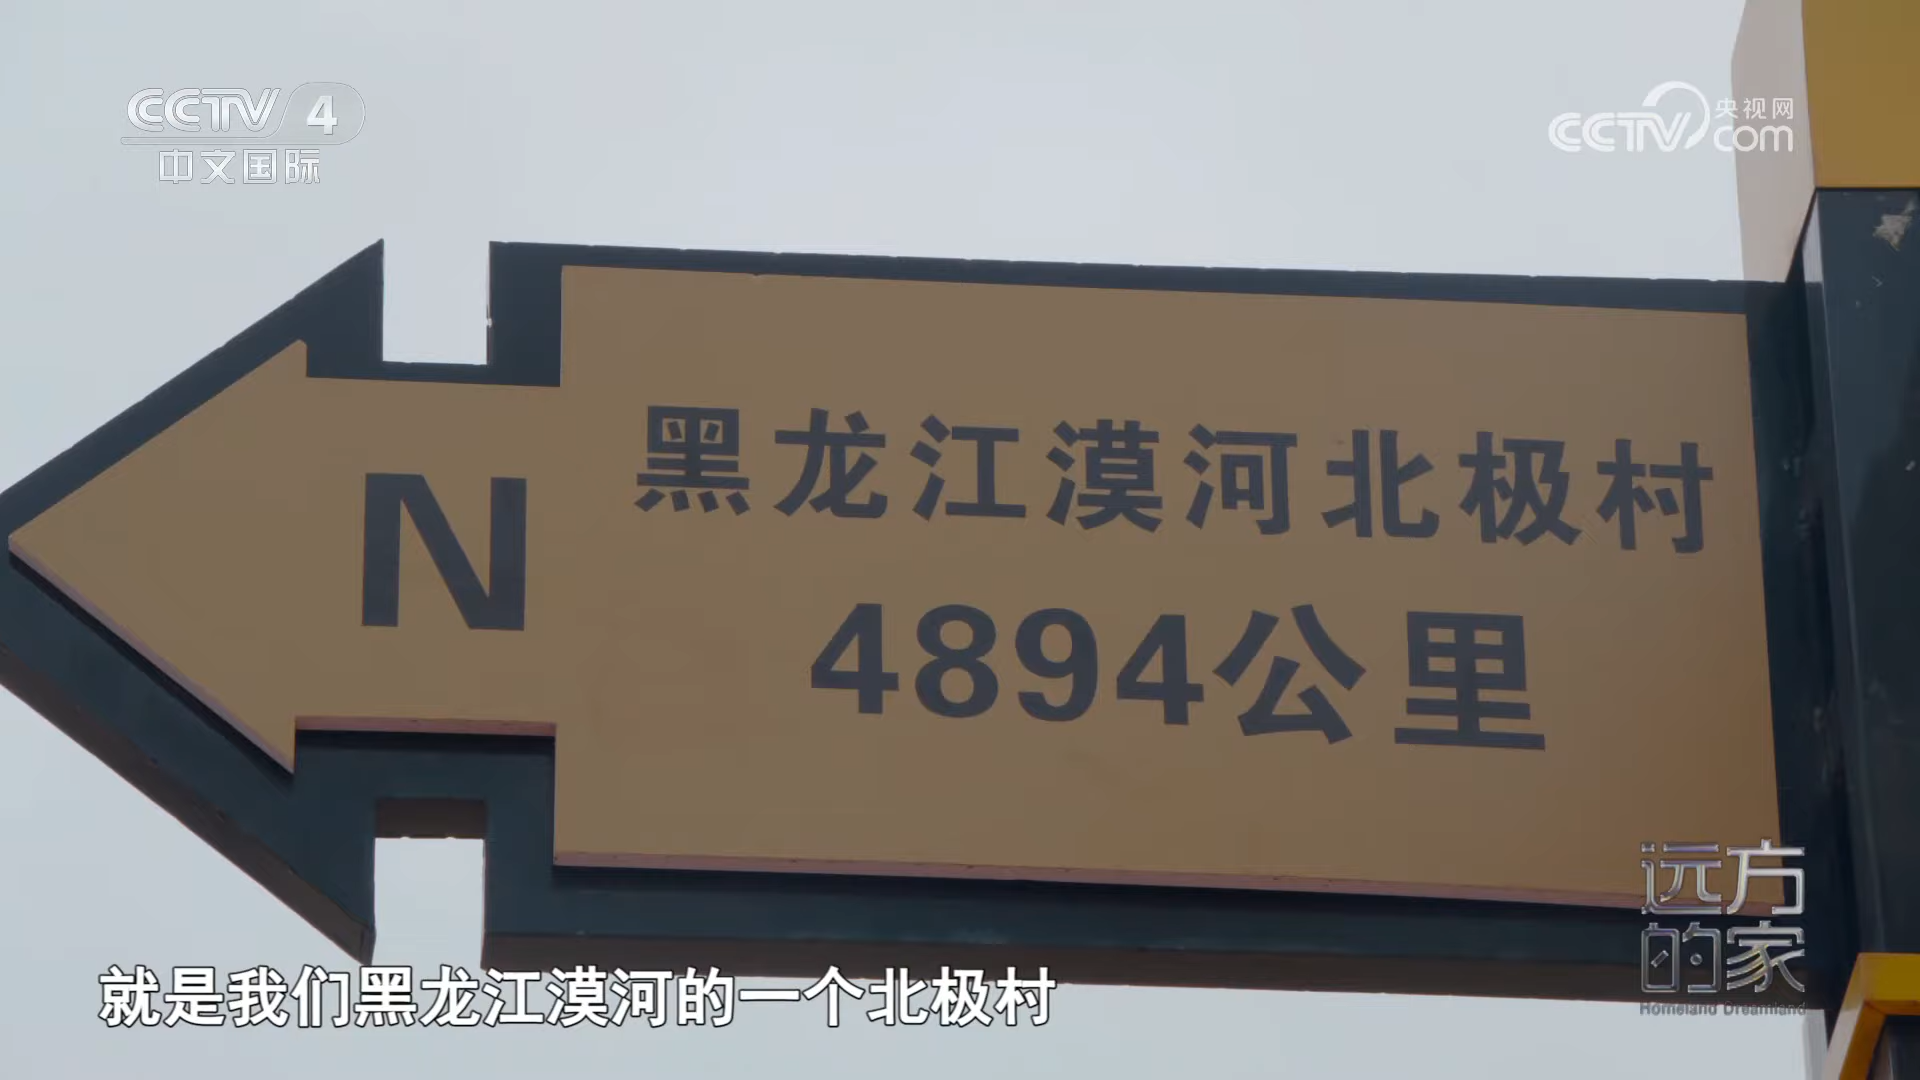 CCTV 4
中文国际
央视网
CCTV.com
N
黑龙江漠河北极村
4894公里
远方的家
Homeland Dreamland
就是我们黑龙江漠河的一个北极村